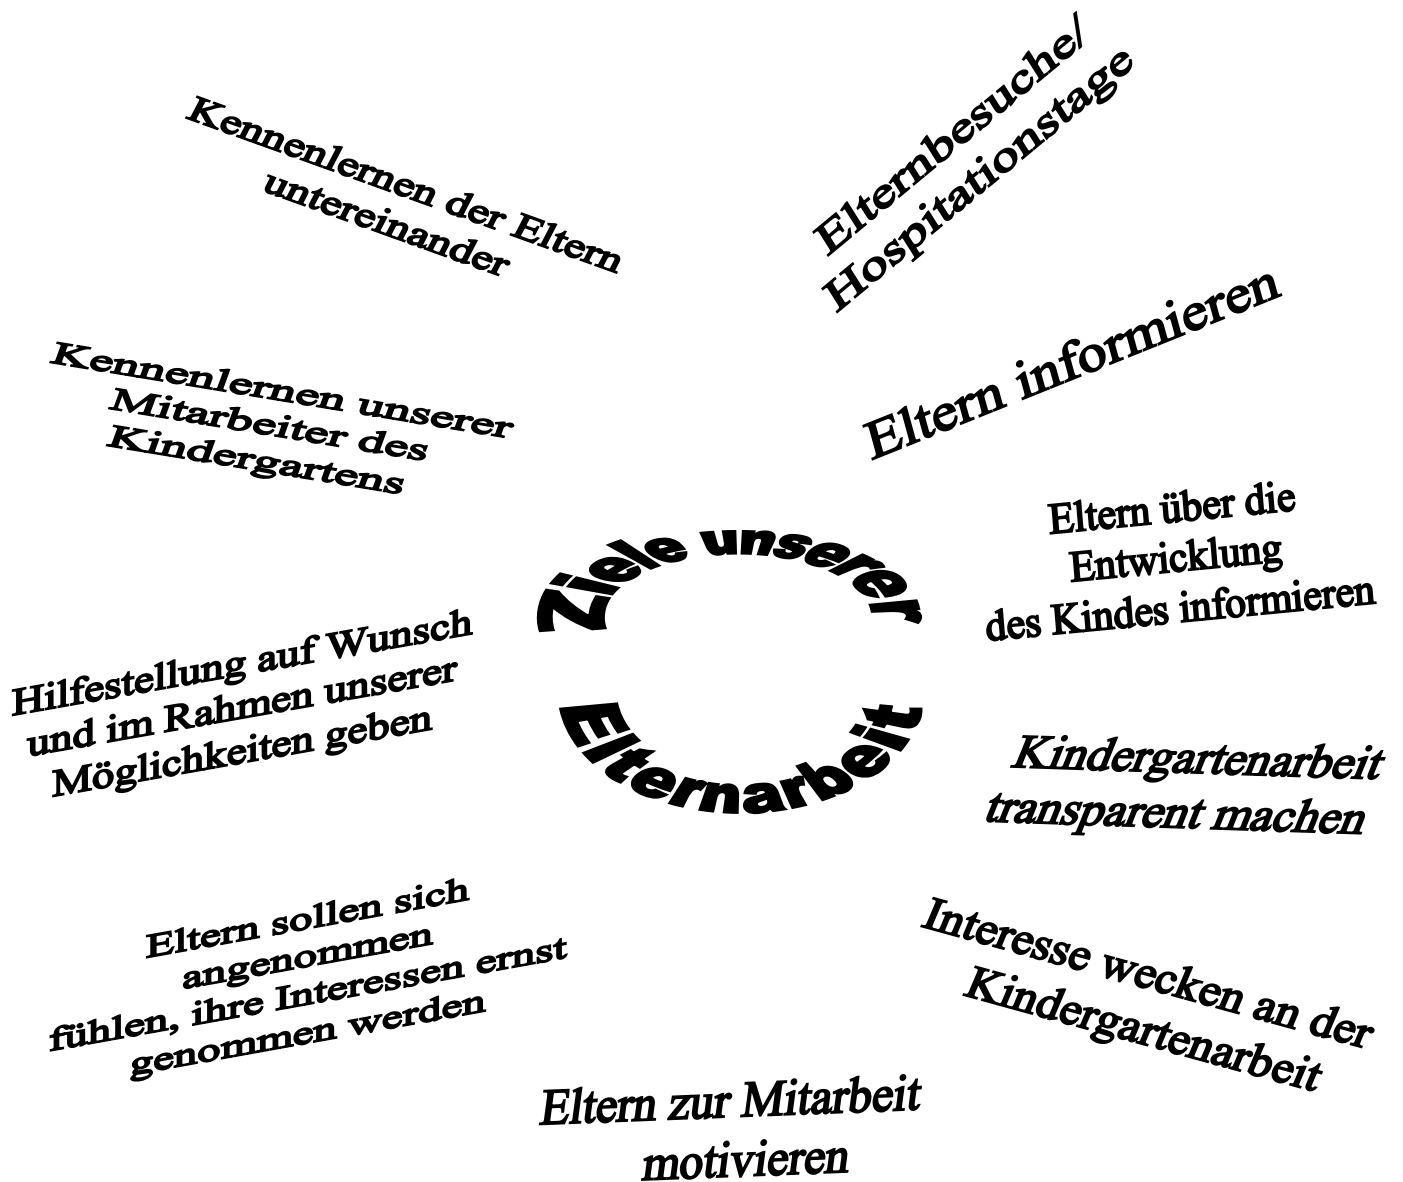 Kennenlernen der Eltern
untereinander
Elternbesuche/
Hospitationstage
Eltern informieren
Kennenlernen unserer
Mitarbeiter des
Kindergartens
Eltern über die
Entwicklung
des Kindes informieren
Ziele unserer
Elternarbeit
Hilfestellung auf Wunsch
und im Rahmen unserer
Möglichkeiten geben
Kindergartenarbeit
transparent machen
Eltern sollen sich
angenommen
fühlen, ihre Interessen ernst
genommen werden
Interesse wecken an der
Kindergartenarbeit
Eltern zur Mitarbeit
motivieren